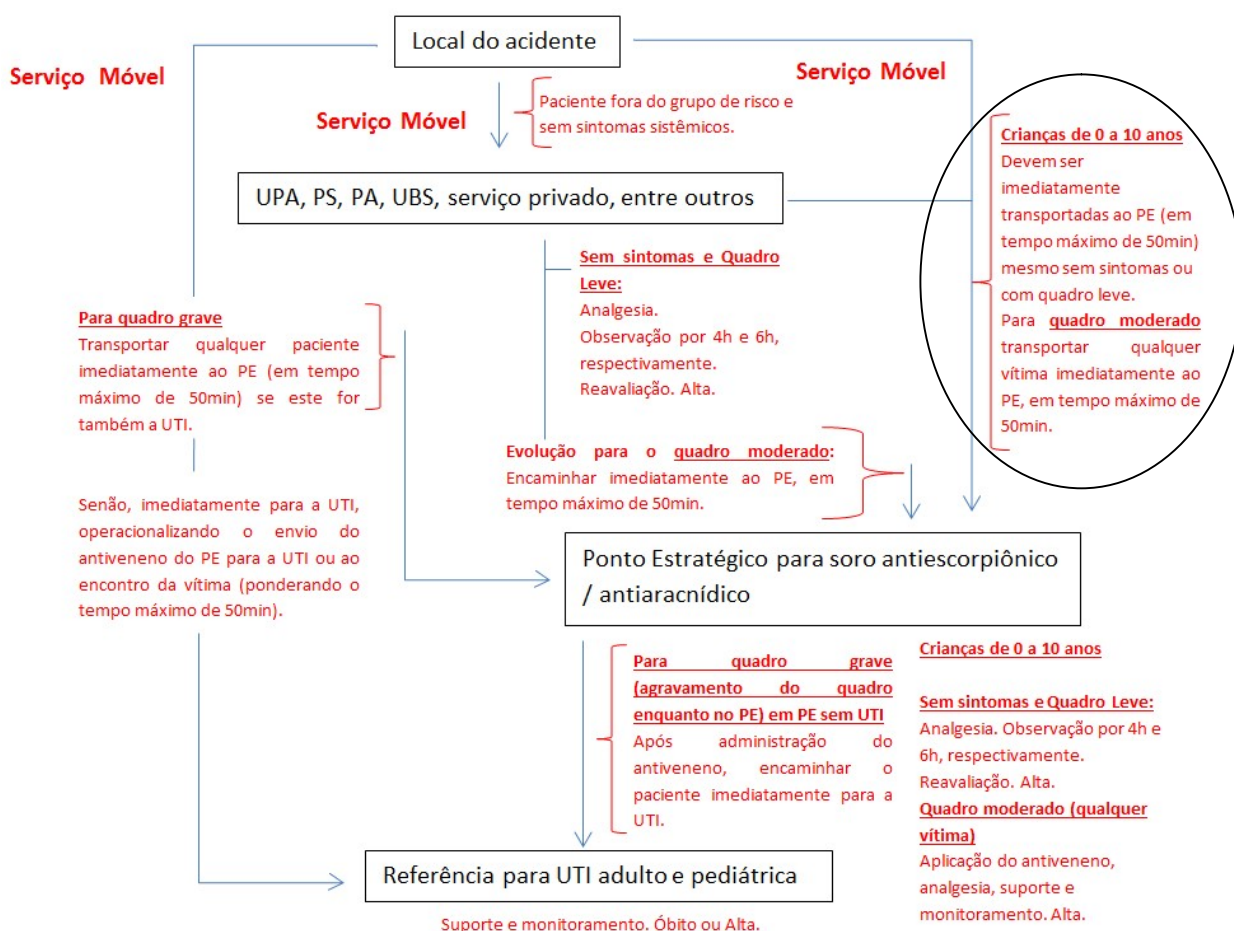 Local do acidente
Serviço Móvel
Serviço Móvel
Serviço Móvel
Paciente fora do grupo de risco e
sem sintomas sistêmicos.
UPA, PS, PA, UBS, serviço privado, entre outros
Crianças de 0 a 10 anos
Devem ser
imediatamente
transportadas ao PE (em
tempo máximo de 50min)
mesmo sem sintomas ou
com quadro leve.
Para quadro moderado
transportar qualquer
vítima imediatamente ao
PE, em tempo máximo de
50min.
Sem sintomas e Quadro
Leve:
Analgesia.
Observação por 4h e 6h,
respectivamente.
Reavaliação. Alta.
Para quadro grave
Transportar qualquer paciente
imediatamente ao PE (em tempo
máximo de 50min) se este for
também a UTI.
Evolução para o quadro moderado:
Encaminhar imediatamente ao PE, em
tempo máximo de 50min.
Senão, imediatamente para a UTI,
operacionalizando o envio do
antiveneno do PE para a UTI ou ao
encontro da vítima (ponderando o
tempo máximo de 50min).
Ponto Estratégico para soro antiescorpiônico
/ antiaracnídico
Para quadro grave
(agravamento do quadro
enquanto no PE) em PE sem UTI
Após administração do
antiveneno, encaminhar o
paciente imediatamente para a
UTI.
Crianças de 0 a 10 anos
Sem sintomas e Quadro Leve:
Analgesia. Observação por 4h e
6h, respectivamente.
Reavaliação. Alta.
Quadro moderado (qualquer
vítima)
Aplicação do antiveneno,
analgesia, suporte e
monitoramento. Alta.
Referência para UTI adulto e pediátrica
Suporte e monitoramento. Óbito ou Alta.